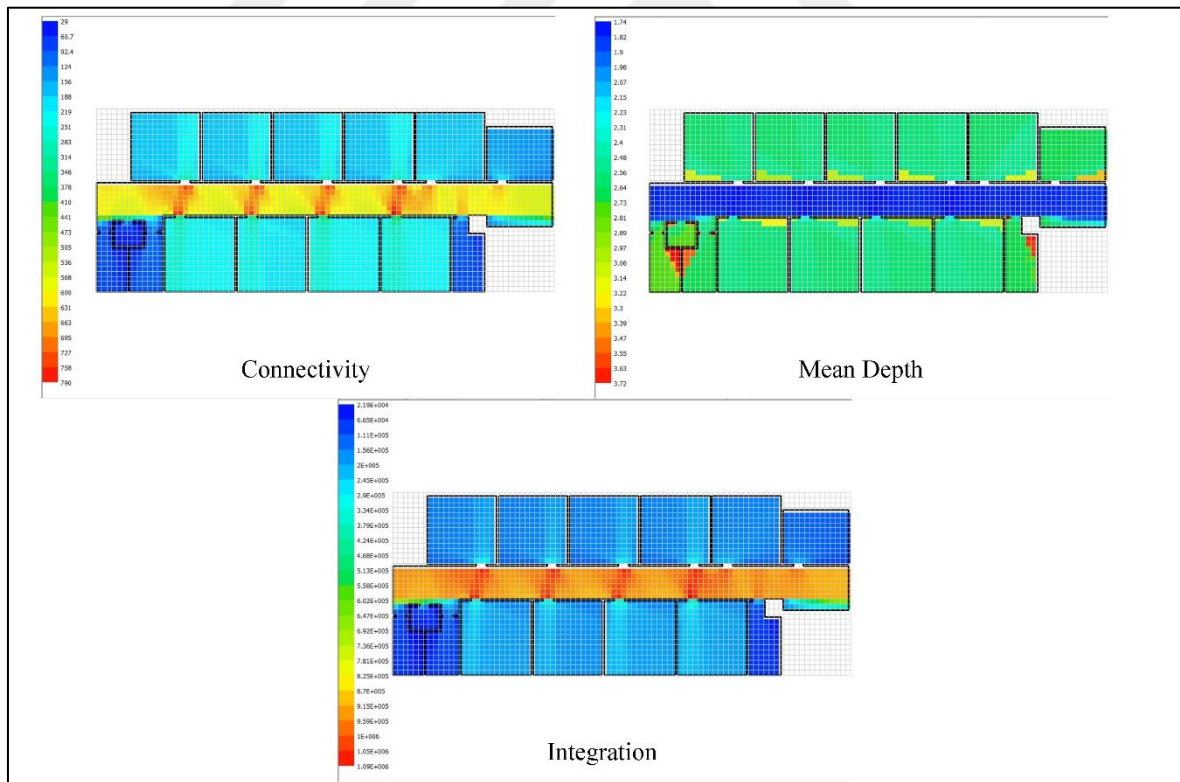 29
60.7
92.4
124
156
188
219
251
283
314
346
378
410
441
473
505
536
568
600
631
663
695
727
758
790
Connectivity
1.74
1.82
1.9
1.98
2.07
2.15
2.23
2.31
2.4
2.48
2.56
2.64
2.73
2.81
2.89
2.97
3.06
3.14
3.22
3.3
3.39
3.47
3.55
3.63
3.72
Mean Depth
2.19E+004
6.65E+004
1.11E+005
1.56E+005
2E+005
2.45E+005
2.9E+005
3.34E+005
3.79E+005
4.24E+005
4.68E+005
5.13E+005
5.58E+005
6.02E+005
6.47E+005
6.92E+005
7.36E+005
7.81E+005
8.25E+005
8.7E+005
9.15E+005
9.59E+005
1E+006
1.05E+006
1.09E+006
Integration